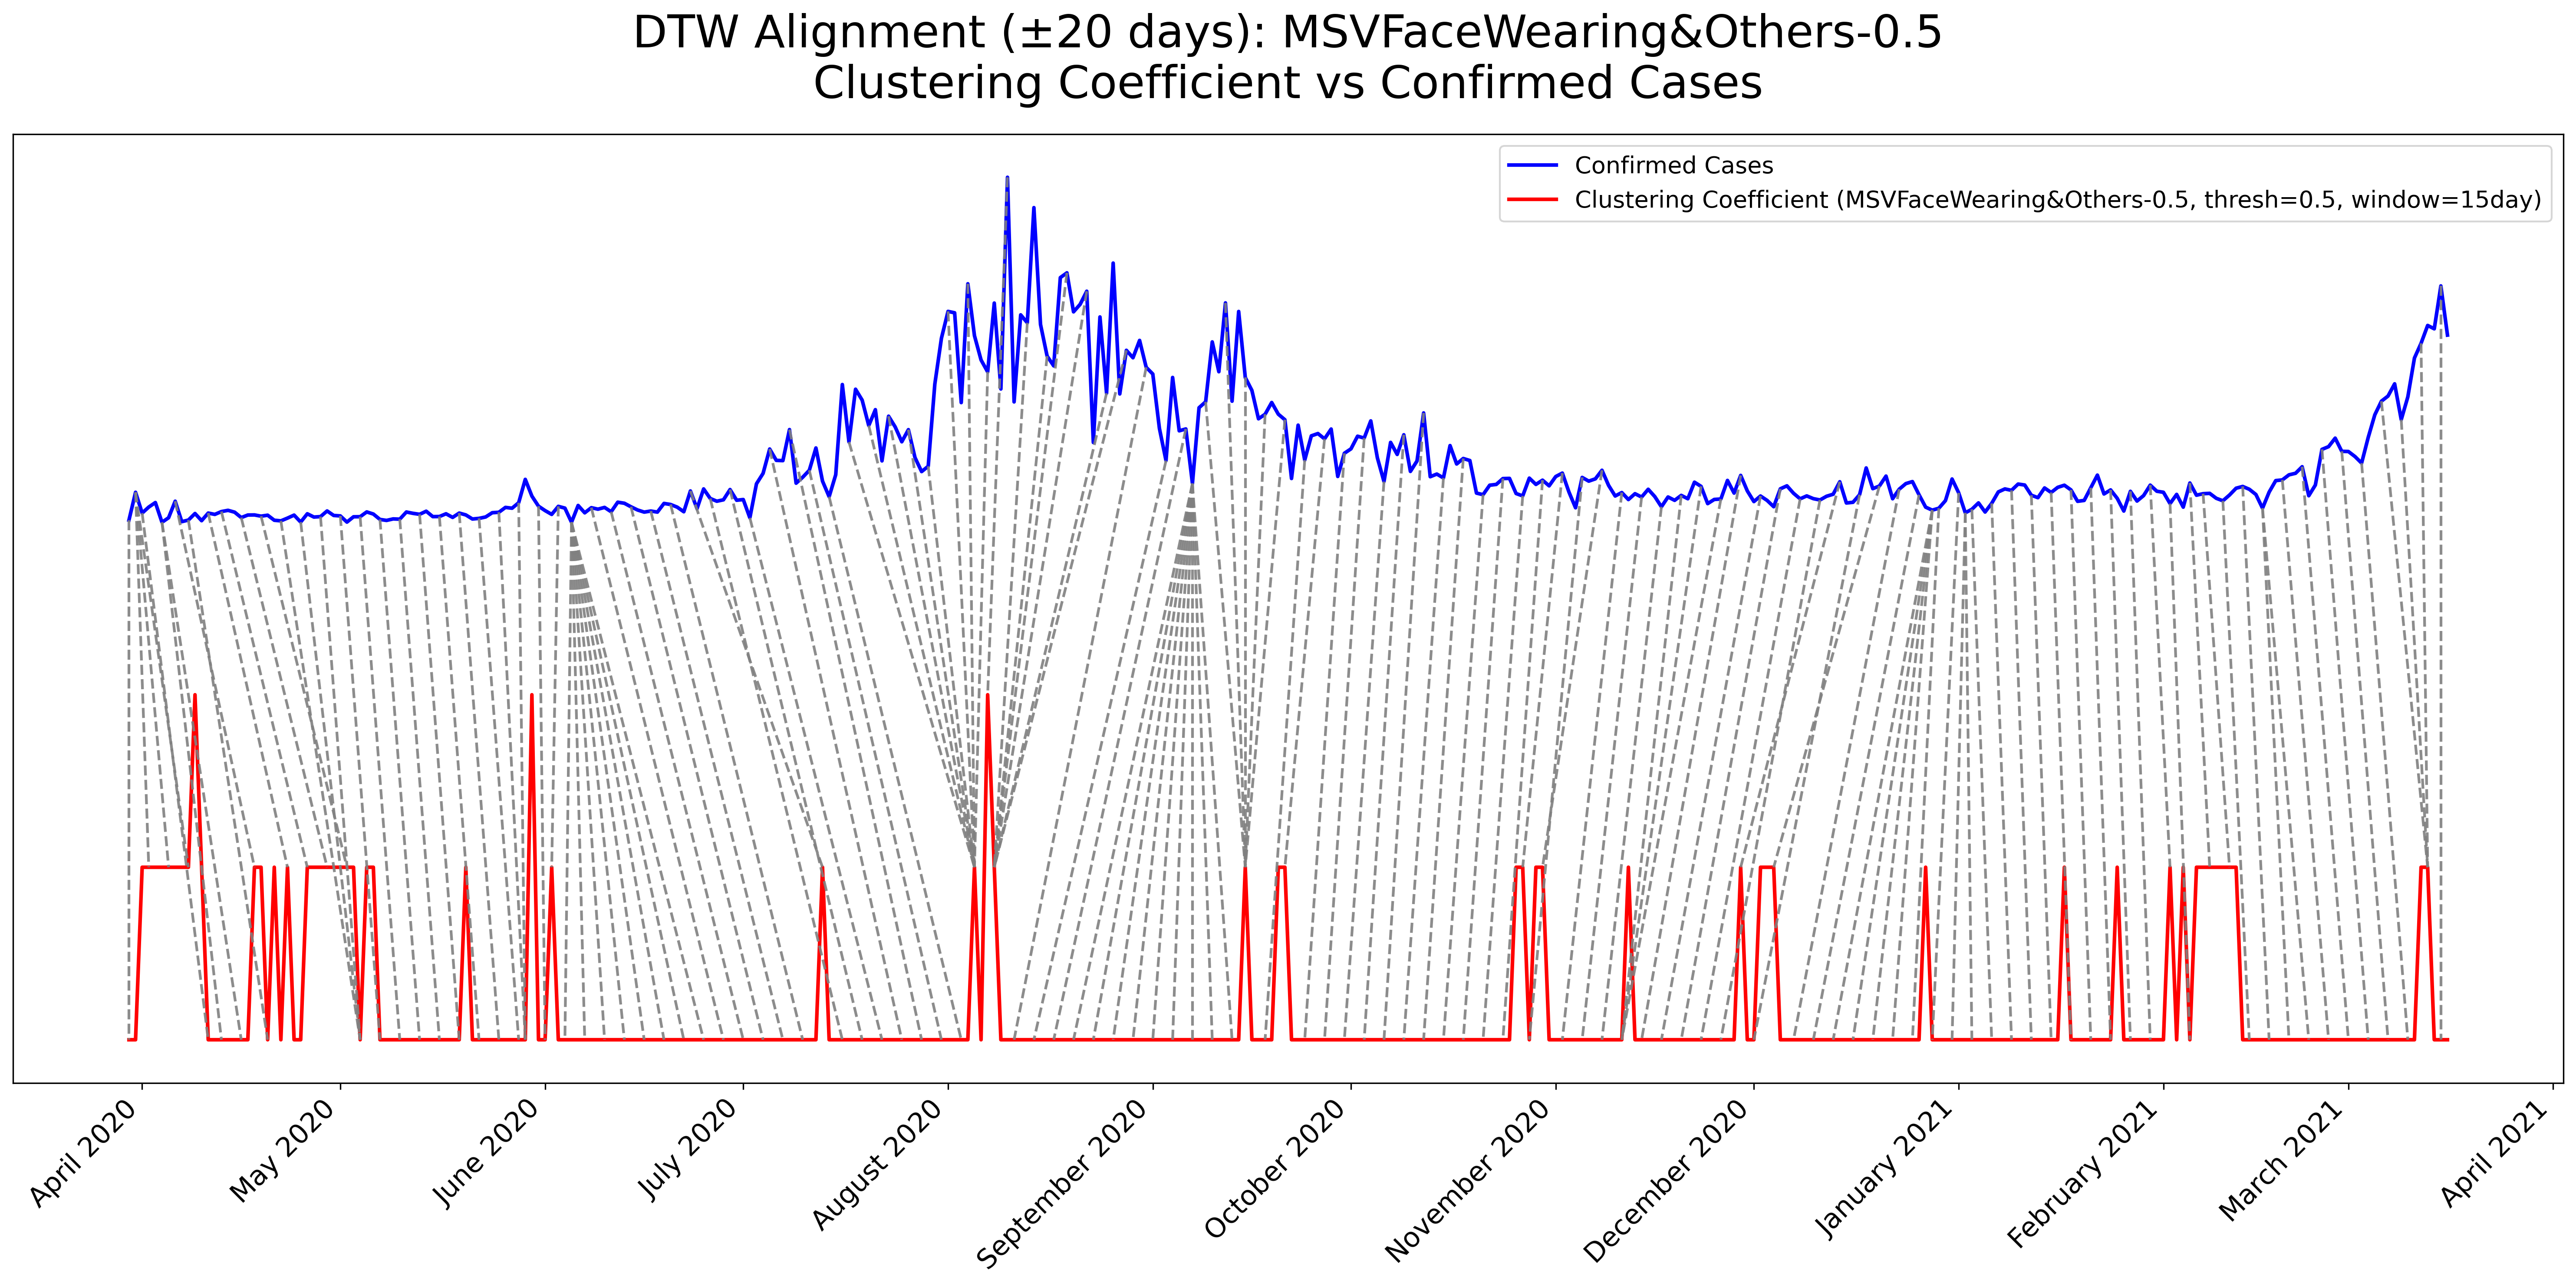 DTW Alignment (±20 days): MSVFaceWearing&Others-0.5
Clustering Coefficient vs Confirmed Cases
Confirmed Cases
Clustering Coefficient (MSVFaceWearing&Others-0.5, thresh=0.5, window=15day)
April 2020
May 2020
June 2020
July 2020
August 2020
September 2020
October 2020
November 2020
December 2020
January 2021
February 2021
March 2021
April 2021